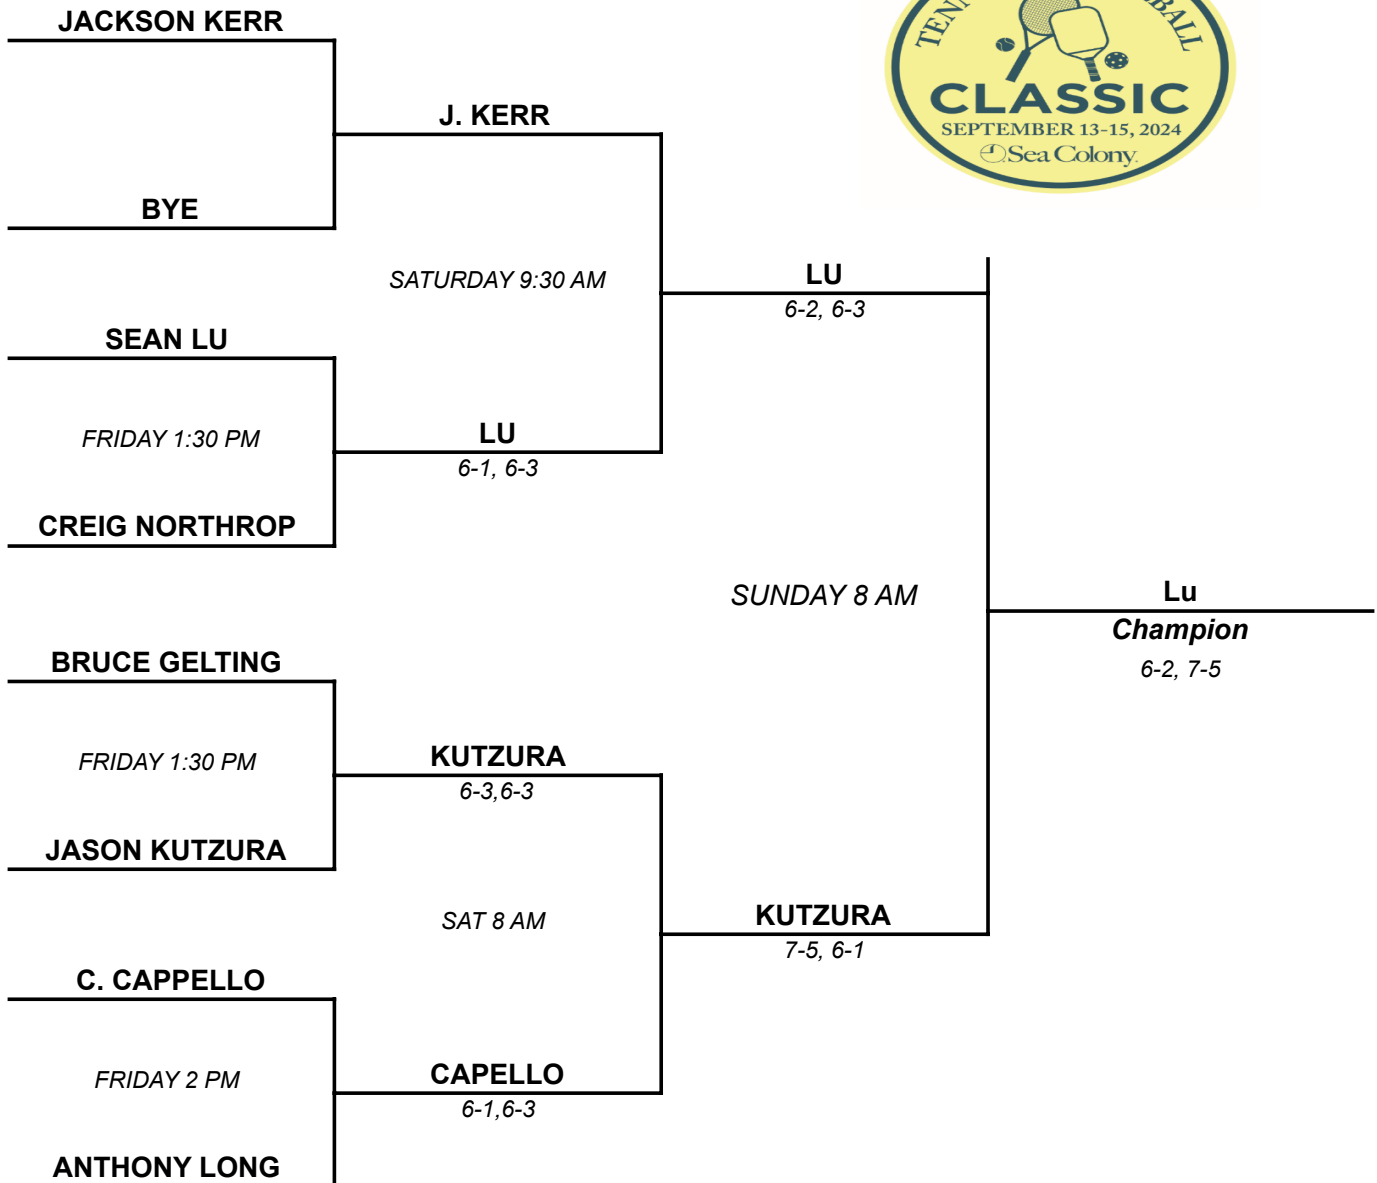 JACKSON KERR
J. KERR
BYE
CLASSIC
SEPTEMBER 13-15, 2024
Sea Colony
SATURDAY 9:30 AM
LU
6-2, 6-3
SEAN LU
FRIDAY 1:30 PM
LU
6-1, 6-3
CREIG NORTHROP
SUNDAY 8 AM
Lu
Champion
6-2, 7-5
BRUCE GELTING
FRIDAY 1:30 PM
KUTZURA
6-3,6-3
JASON KUTZURA
SAT 8 AM
KUTZURA
7-5, 6-1
C. CAPPELLO
FRIDAY 2 PM
CAPELLO
6-1,6-3
ANTHONY LONG